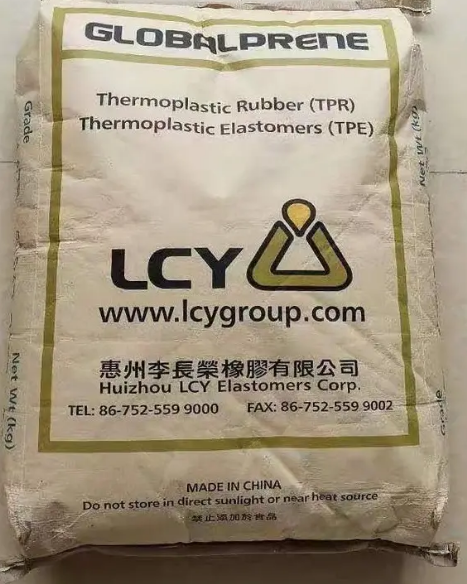 GLOBALPRENE
Thermoplastic Rubber (TPR)
Thermoplastic Elastomers (TPE)
Grade
Net Wt (kg)
LCY
www.lcygroup.com
惠州李長榮橡膠有限公司
Huizhou LCY Elastomers Corp.
TEL: 86-752-559 9000 FAX: 86-752-559 9002
Net Wt (kg)
Grade
MADE IN CHINA
Do not store in direct sunlight or near heat source
禁止添加於食品